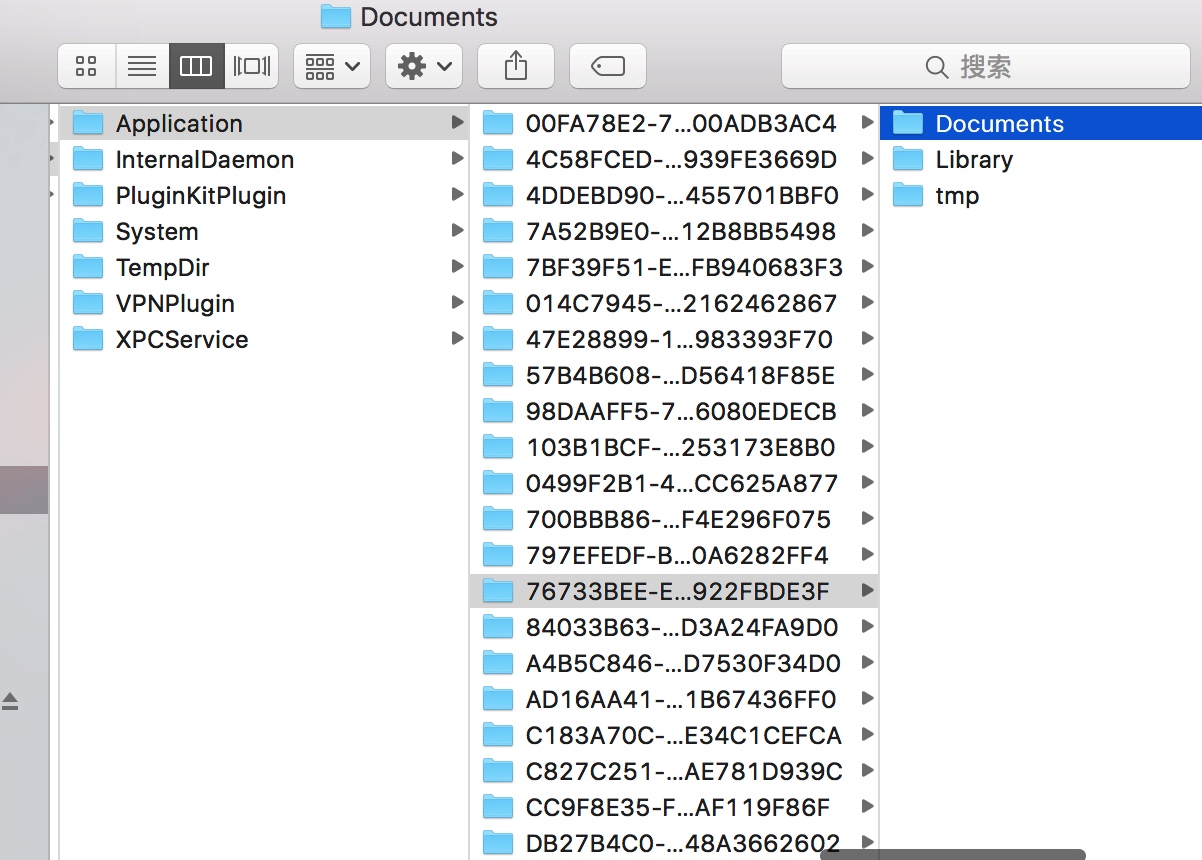 Documents
搜索
Application
InternalDaemon
PluginKitPlugin
System
TempDir
VPNPlugin
XPCService
00FA78E2-7...00ADB3AC4
4C58FCED-...939FE3669D
4DDEBD90-...455701BBF0
7A52B9E0-...12B8BB5498
7BF39F51-E...FB940683F3
014C7945-...2162462867
47E28899-1...983393F70
57B4B608-...D56418F85E
98DAAFF5-7...6080EDECB
103B1BCF-...253173E8B0
0499F2B1-4...CC625A877
700BBB86-...F4E296F075
797EFEDF-B...0A6282FF4
76733BEE-E...922FBDE3F
84033B63-...D3A24FA9D0
A4B5C846-...D7530F34D0
AD16AA41-...1B67436FF0
C183A70C-...E34C1CEFCA
C827C251-...AE781D939C
CC9F8E35-F...AF119F86F
DB27B4C0-...48A3662602
Documents
Library
tmp